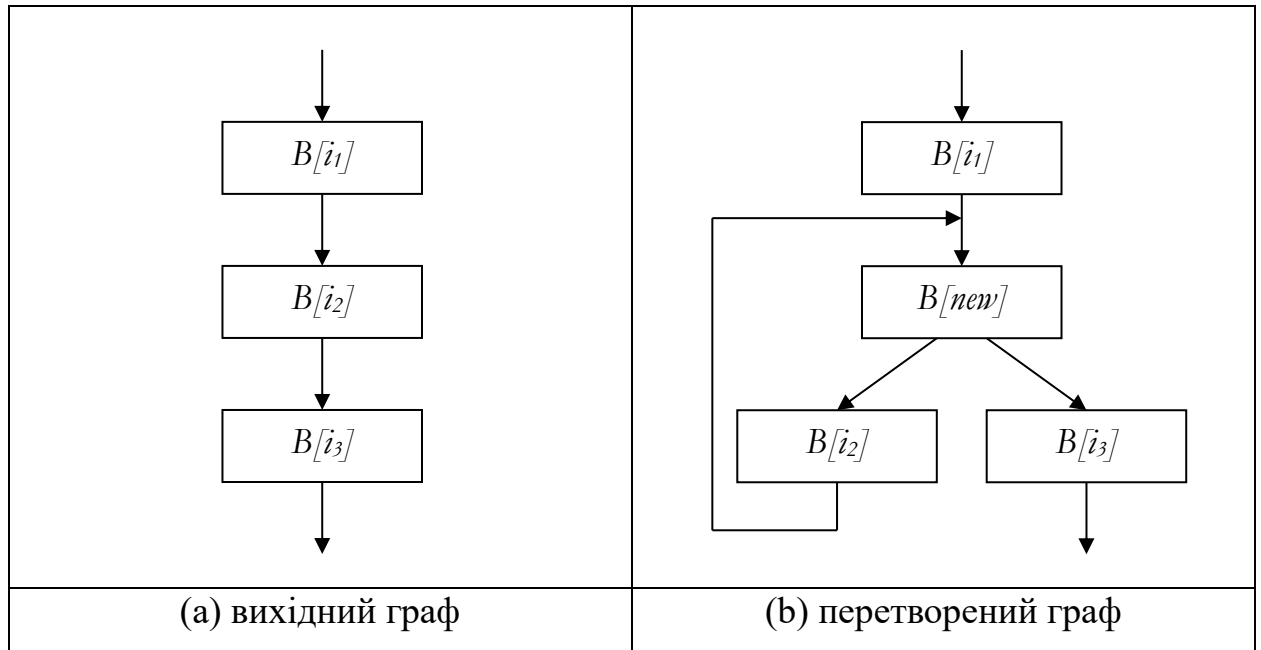 B[i₁]
B[i₂]
B[i₃]
(a) вихідний граф
B[i₁]
B[new]
B[i₂]
B[i₃]
(b) перетворений граф